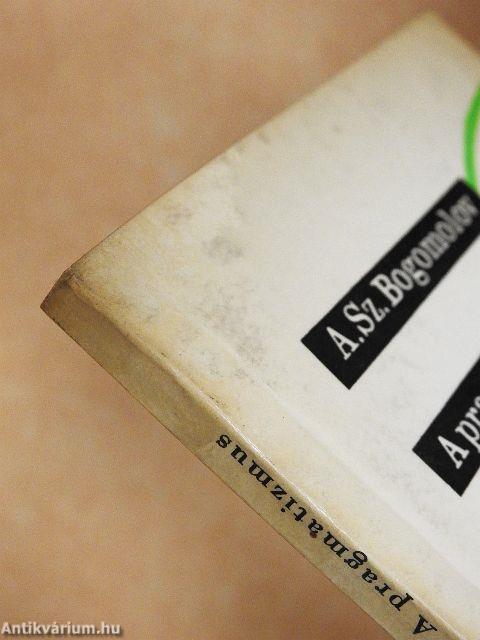 A.Sz.Bogomolov
A pra
A pragmatizmus
Antikvárium.hu